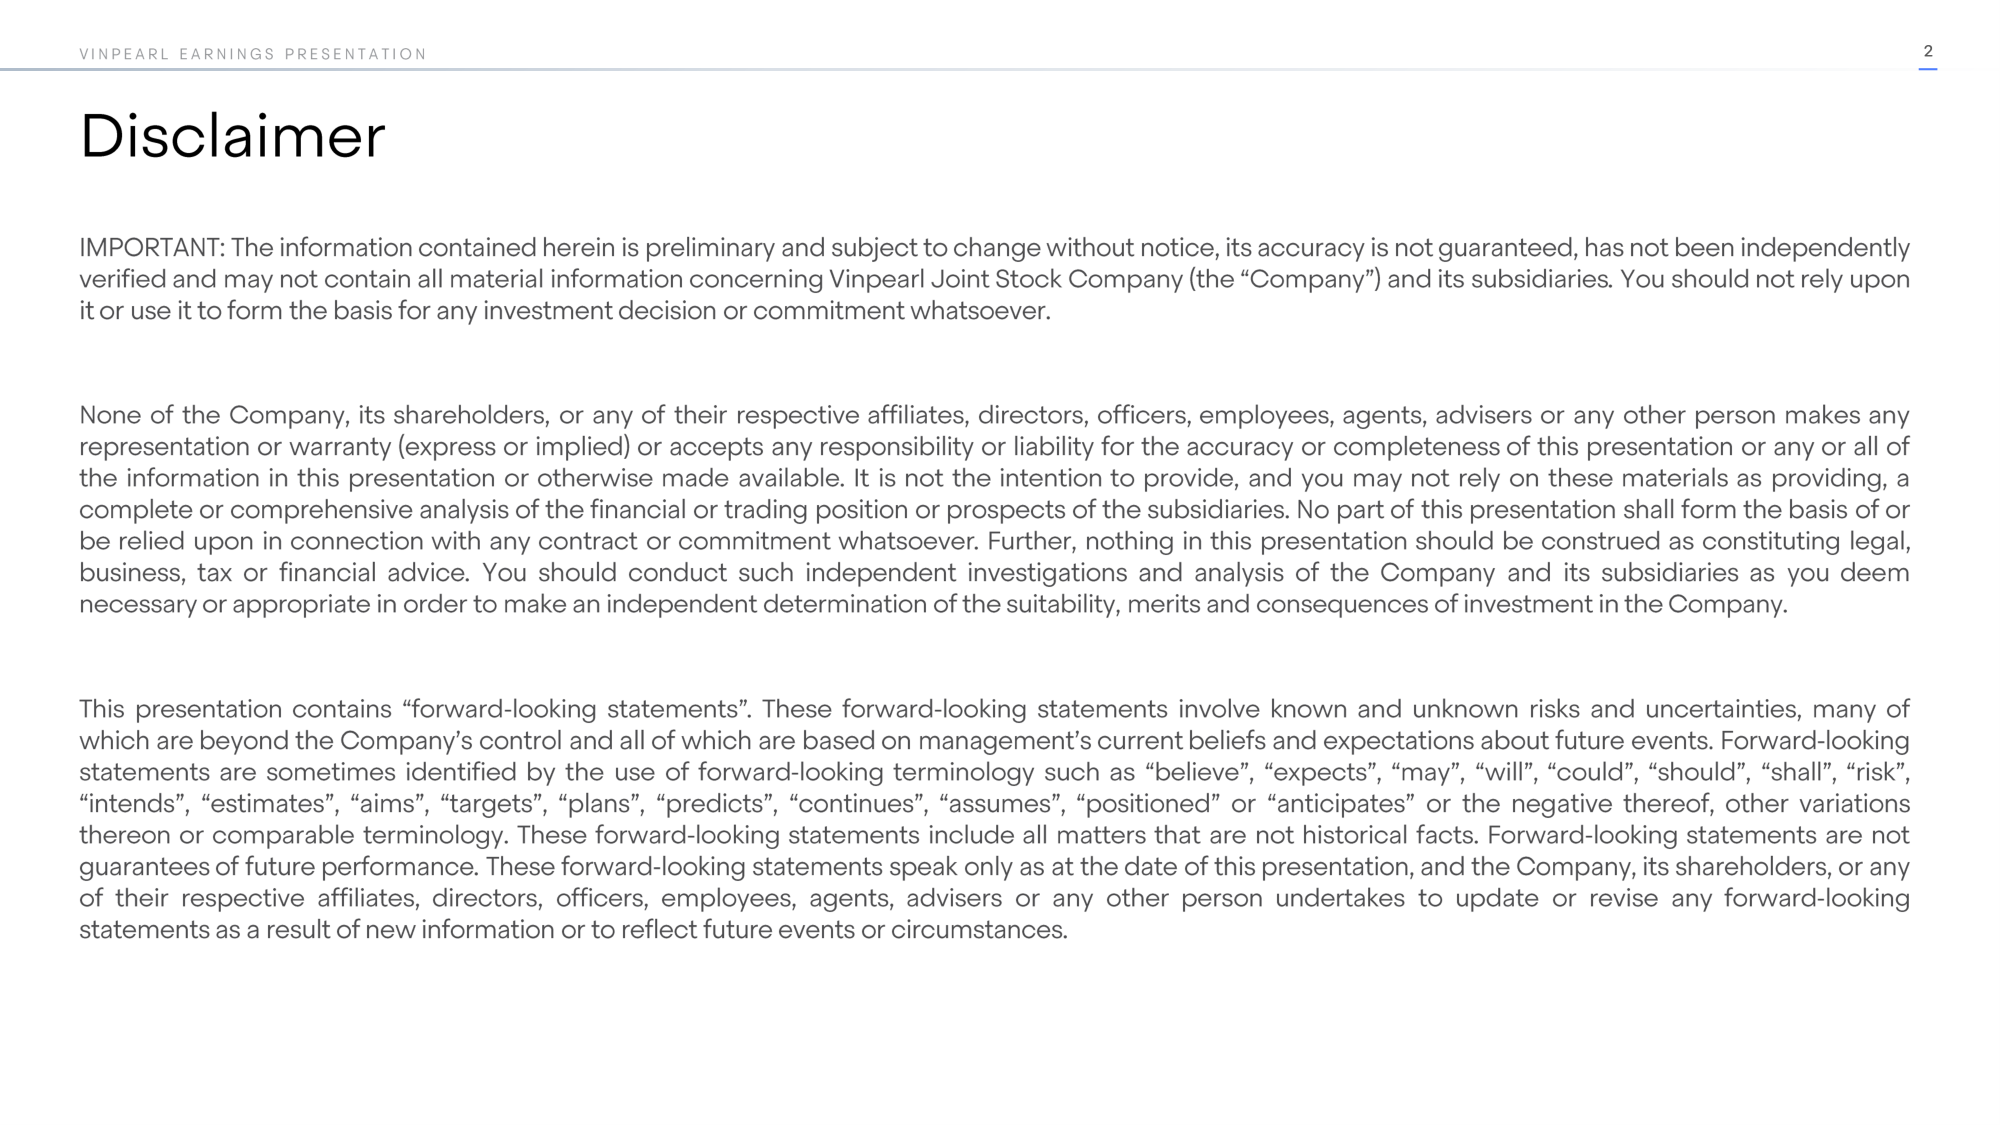 VINPEARL EARNINGS PRESENTATION
2
Disclaimer
IMPORTANT: The information contained herein is preliminary and subject to change without notice, its accuracy is not guaranteed, has not been independently
verified and may not contain all material information concerning Vinpearl Joint Stock Company (the “Company”) and its subsidiaries. You should not rely upon
it or use it to form the basis for any investment decision or commitment whatsoever.
None of the Company, its shareholders, or any of their respective affiliates, directors, officers, employees, agents, advisers or any other person makes any
representation or warranty (express or implied) or accepts any responsibility or liability for the accuracy or completeness of this presentation or any or all of
the information in this presentation or otherwise made available. It is not the intention to provide, and you may not rely on these materials as providing, a
complete or comprehensive analysis of the financial or trading position or prospects of the subsidiaries. No part of this presentation shall form the basis of or
be relied upon in connection with any contract or commitment whatsoever. Further, nothing in this presentation should be construed as constituting legal,
business, tax or financial advice. You should conduct such independent investigations and analysis of the Company and its subsidiaries as you deem
necessary or appropriate in order to make an independent determination of the suitability, merits and consequences of investment in the Company.
This presentation contains “forward-looking statements”. These forward-looking statements involve known and unknown risks and uncertainties, many of
which are beyond the Company’s control and all of which are based on management’s current beliefs and expectations about future events. Forward-looking
statements are sometimes identified by the use of forward-looking terminology such as “believe”, “expects”, “may”, “will”, “could”, “should”, “shall”, “risk”,
“intends”, “estimates”, “aims”, “targets”, “plans”, “predicts”, “continues”, “assumes”, “positioned” or “anticipates” or the negative thereof, other variations
thereon or comparable terminology. These forward-looking statements include all matters that are not historical facts. Forward-looking statements are not
guarantees of future performance. These forward-looking statements speak only as at the date of this presentation, and the Company, its shareholders, or any
of their respective affiliates, directors, officers, employees, agents, advisers or any other person undertakes to update or revise any forward-looking
statements as a result of new information or to reflect future events or circumstances.